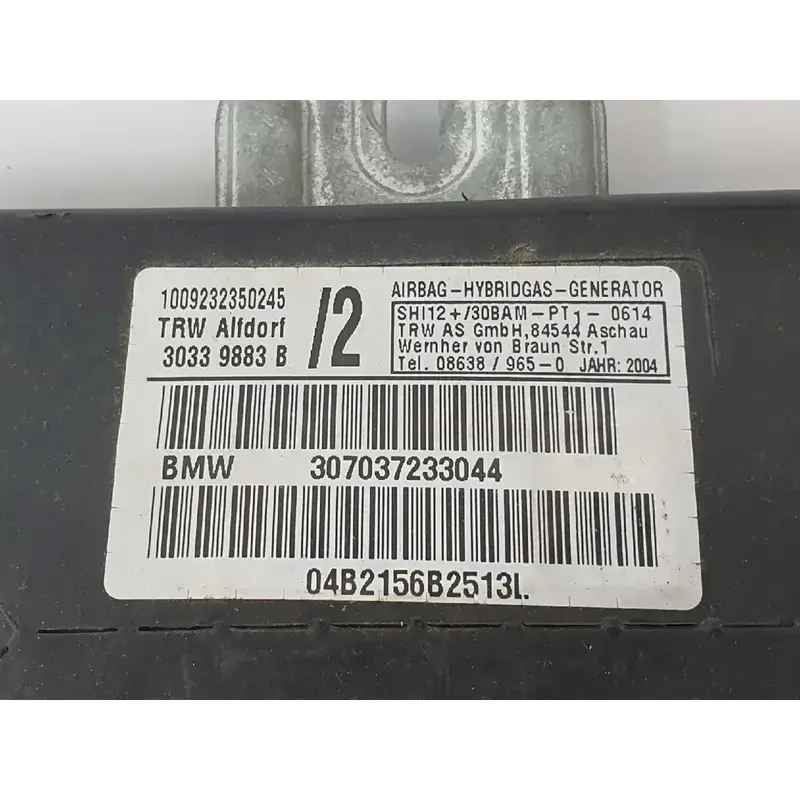 1009232350245
TRW Alfdorf
3033 9883 B
/2
AIRBAG-HYBRIDGAS-GENERATOR
SHI12+/30BAM-PT1- 0614
TRW AS GmbH,84544 Aschau
Wernher von Braun Str.1
Tel. 08638 / 965-0 JAHR: 2004
BMW 307037233044
04B2156B2513L